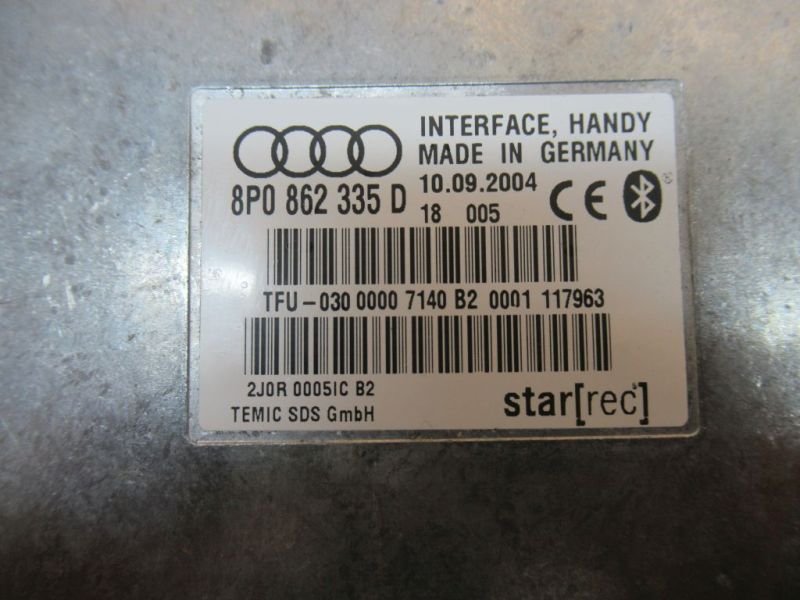 INTERFACE, HANDY
MADE IN GERMANY
8P0 862 335 D
10.09.2004
18 005
CE
TFU-030 0000 7140 B2 0001 117963
2J0R 0005IC B2
TEMIC SDS GmbH
star[rec]